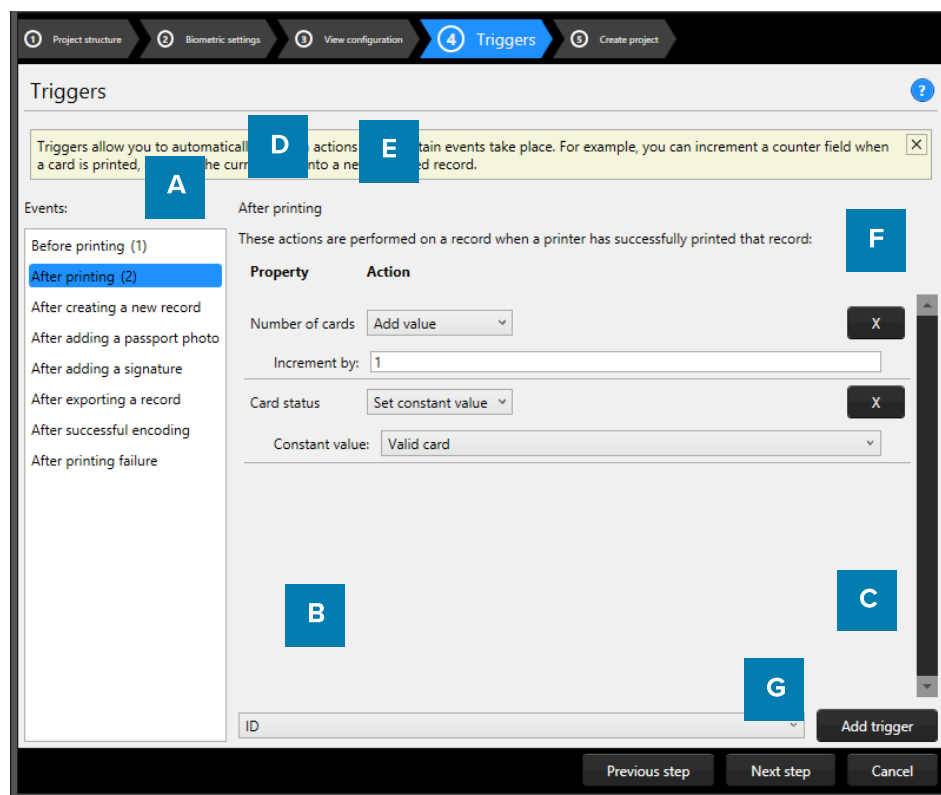 1 Project structure 2 Biometric settings 3 View configuration 4 Triggers 5 Create project
Triggers ?
Triggers allow you to automatically D actions E tain events take place. For example, you can increment a counter field when X
a card is printed, the into a record.
A
Events:
Before printing (1)
After printing (2)
After creating a new record
After adding a passport photo
After adding a signature
After exporting a record
After successful encoding
After printing failure
After printing
These actions are performed on a record when a printer has successfully printed that record:
F
Property Action
Number of cards Add value X
Increment by: 1
Card status Set constant value X
Constant value: Valid card
B
C
G
ID Add trigger
Previous step Next step Cancel